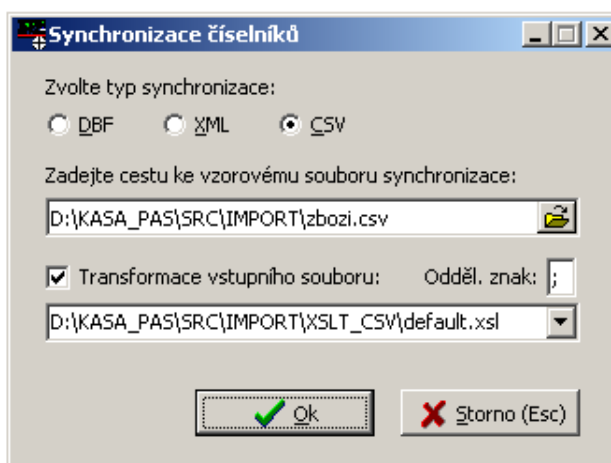 Synchronizace číselníků
Zvolte typ synchronizace:
DBF XML CSV
Zadejte cestu ke vzorovému souboru synchronizace:
D:\KASA_PAS\SRC\IMPORT\zbozi.csv
Transformace vstupního souboru: Odděl. znak: ;
D:\KASA_PAS\SRC\IMPORT\XSLT_CSV\default.xsl
Ok Storno (Esc)